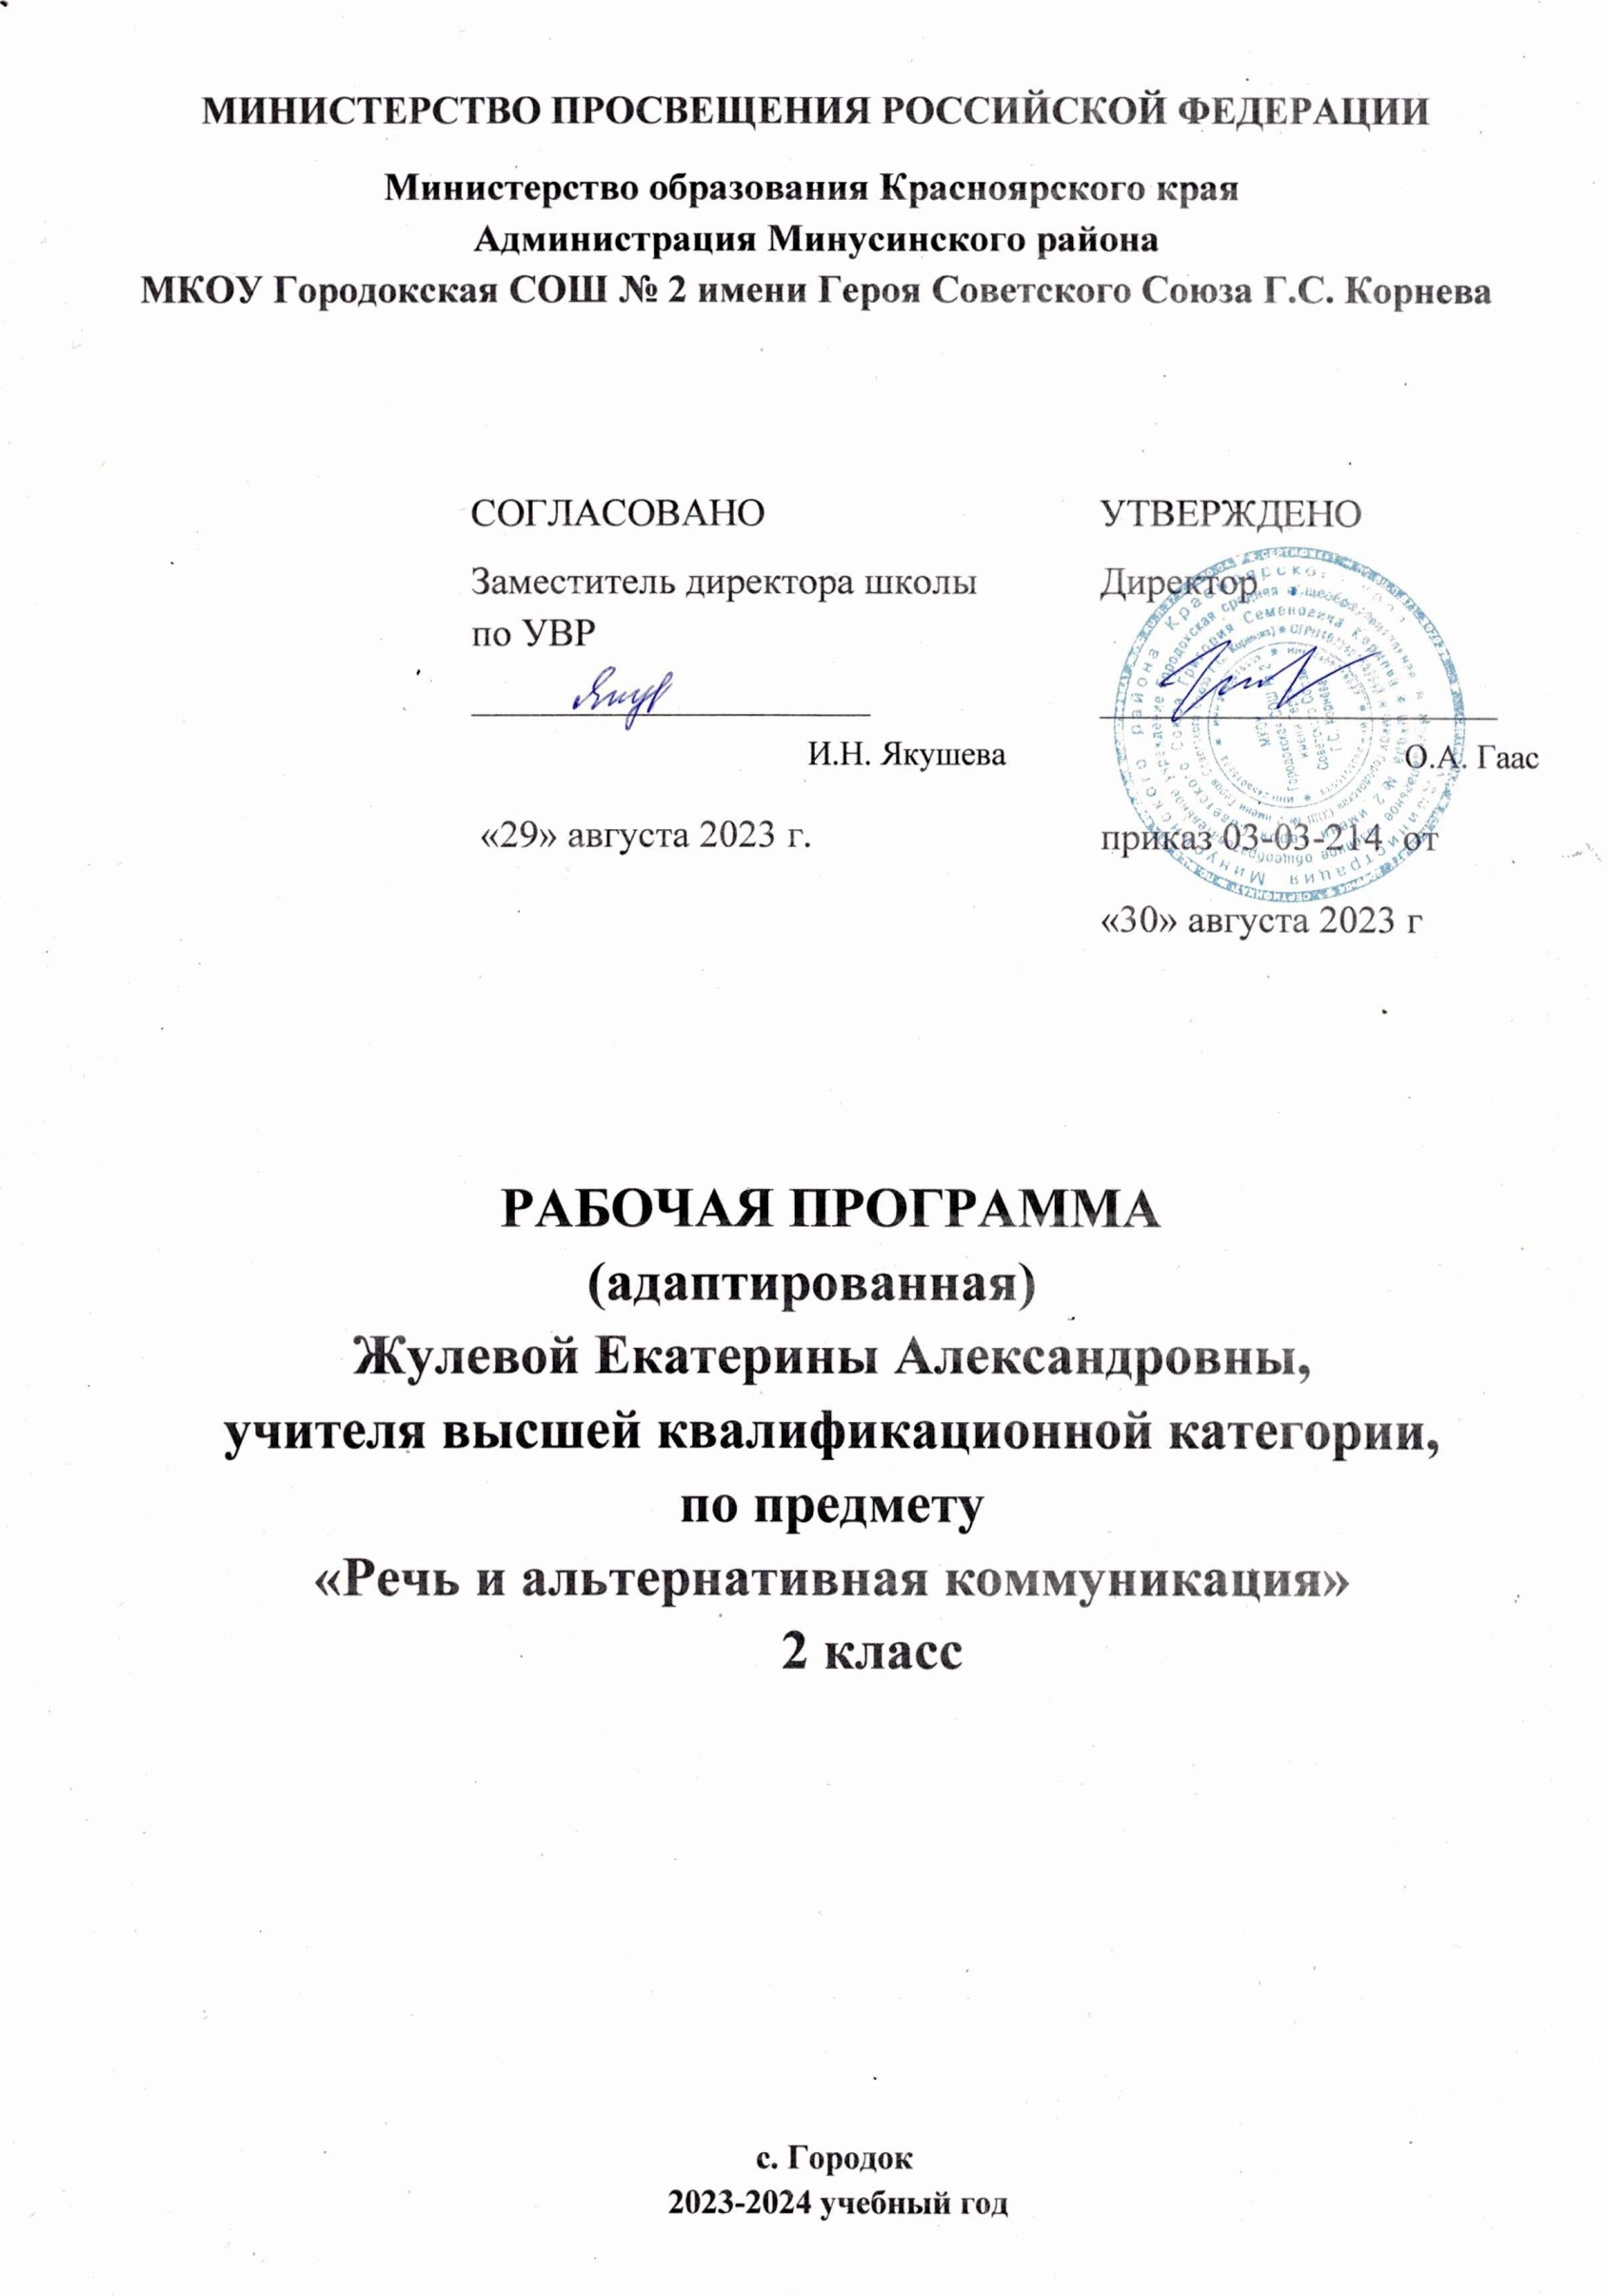 МИНИСТЕРСТВО ПРОСВЕЩЕНИЯ РОССИЙСКОЙ ФЕДЕРАЦИИ
Министерство образования Красноярского края
Администрация Минусинского района
МКОУ Городокская СОШ № 2 имени Героя Советского Союза Г.С. Корнева
СОГЛАСОВАНО
Заместитель директора школы
по УВР
И.Н. Якушева
«29» августа 2023 г.
УТВЕРЖДЕНО
Директор
О.А. Гаас
приказ 03-03-214 от
«30» августа 2023 г
РАБОЧАЯ ПРОГРАММА
(адаптированная)
Жулевой Екатерины Александровны,
учителя высшей квалификационной категории,
по предмету
«Речь и альтернативная коммуникация»
2 класс
с. Городок
2023-2024 учебный год